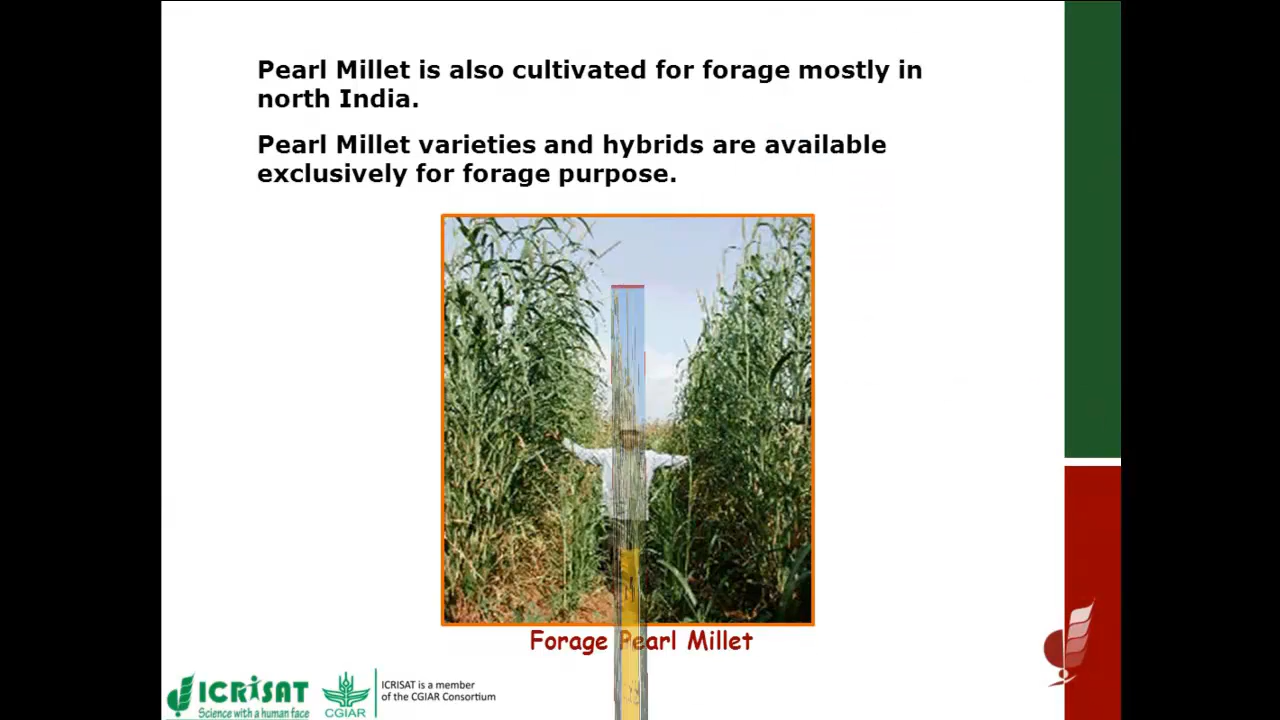 Pearl Millet is also cultivated for forage mostly in
north India.
Pearl Millet varieties and hybrids are available
exclusively for forage purpose.
Forage Pearl Millet
ICRISAT
Science with a human face
CGIAR
ICRISAT is a member
of the CGIAR Consortium